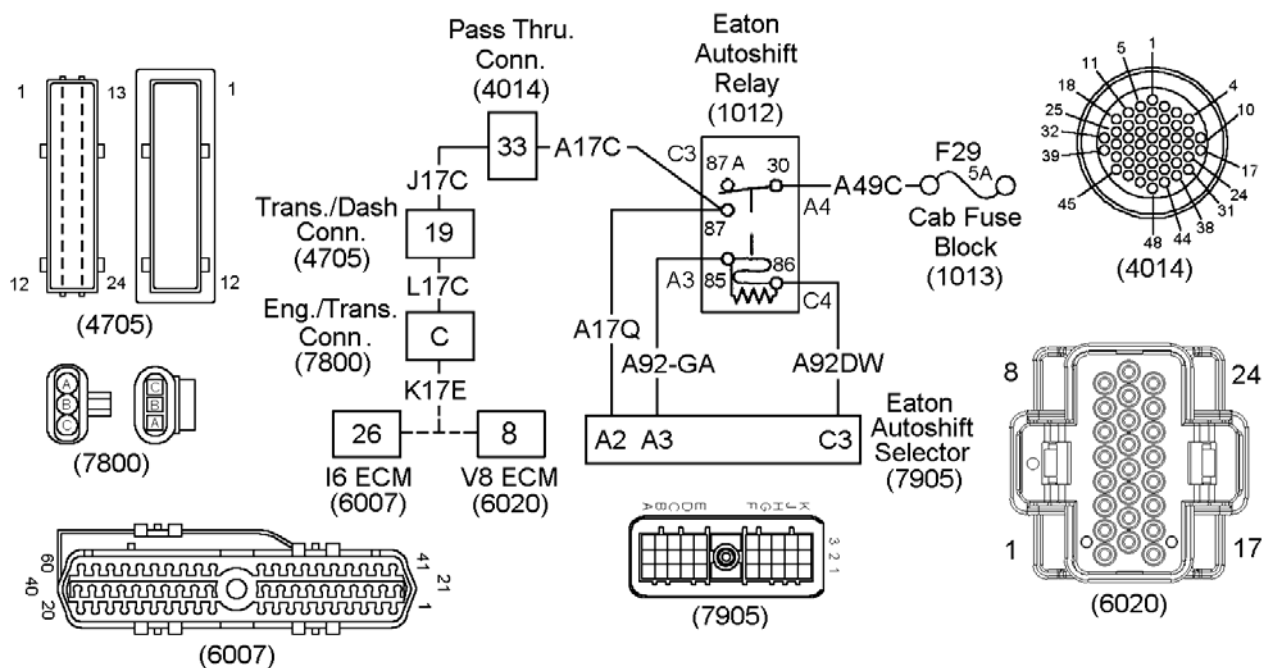 Pass Thru.
Conn.
(4014)
33
A17C
J17C
Trans./Dash
Conn.
(4705)
19
L17C
Eng./Trans.
Conn.
(7800)
C
K17E
26
I6 ECM
(6007)
8
V8 ECM
(6020)
Eaton
Autoshift
Relay
(1012)
C3
87A
30
87
A4
A3
85
86
C4
A49C
F29
5A
Cab Fuse
Block
(1013)
A17Q
A92-GA
A92DW
A2
A3
C3
Eaton
Autoshift
Selector
(7905)
1
13
12
24
1
12
(4705)
A
B
C
C
B
A
(7800)
60
40
20
41
21
1
(6007)
A B C D E F G H J K
3 2 1
(7905)
1
5
11
18
25
32
39
45
4
10
17
24
31
38
44
48
(4014)
8
24
1
17
(6020)